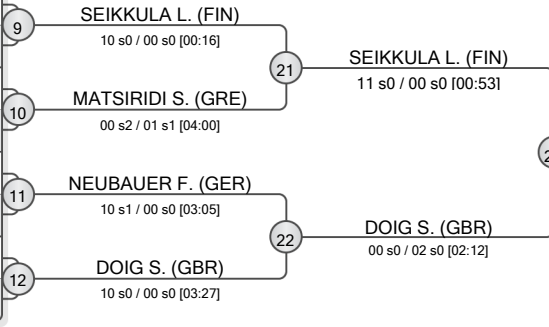 9
SEIKKULA L. (FIN)
10 s0 / 00 s0 [00:16]
21
SEIKKULA L. (FIN)
11 s0 / 00 s0 [00:53]
10
MATSIRIDI S. (GRE)
00 s2 / 01 s1 [04:00]
11
NEUBAUER F. (GER)
10 s1 / 00 s0 [03:05]
22
DOIG S. (GBR)
00 s0 / 02 s0 [02:12]
12
DOIG S. (GBR)
10 s0 / 00 s0 [03:27]